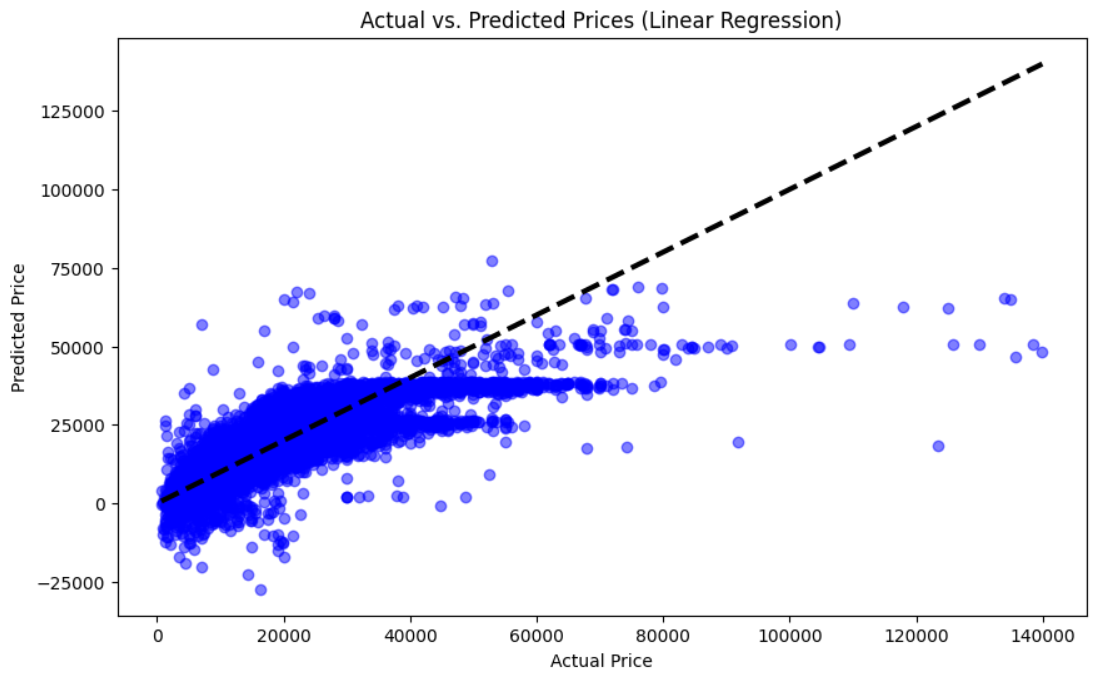 Actual vs. Predicted Prices (Linear Regression)
125000
100000
75000
50000
25000
0
−25000
Predicted Price
0 20000 40000 60000 80000 100000 120000 140000
Actual Price